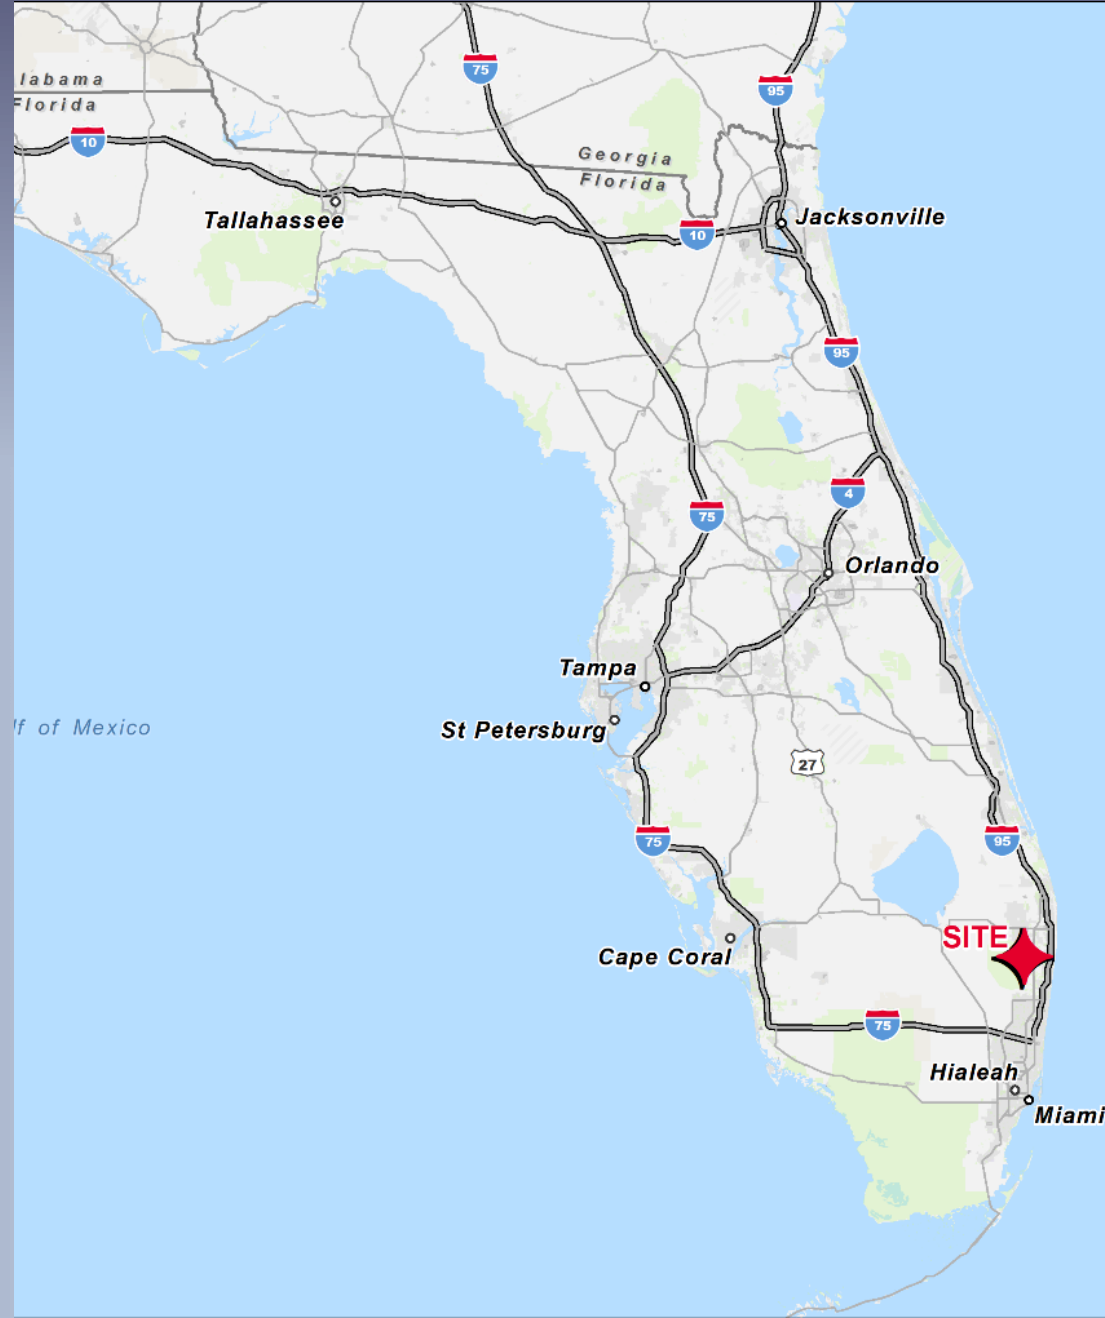 75
95
labama
Florida
10
Georgia
Florida
Tallahassee
10
Jacksonville
95
4
75
Orlando
Tampa
lf of Mexico
St Petersburg
27
75
95
SITE
Cape Coral
75
Hialeah
Miami